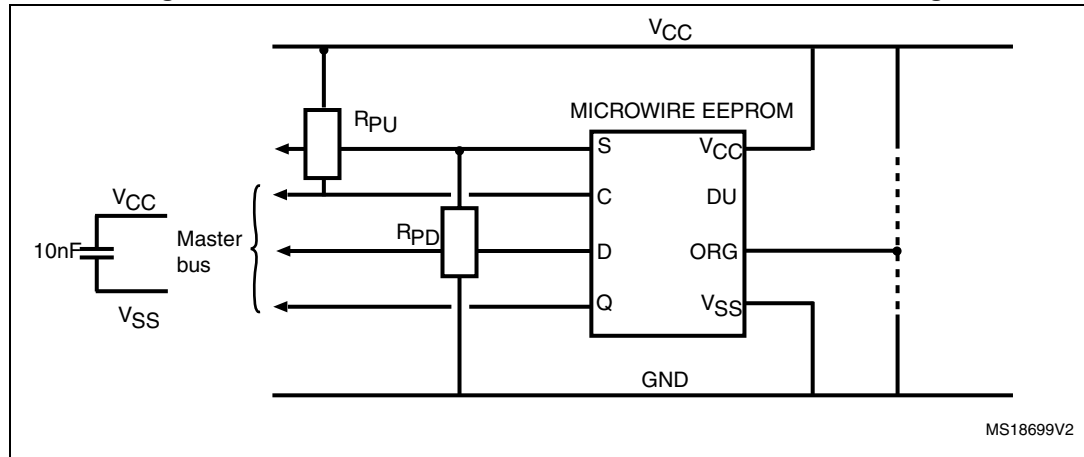 VCC
MICROWIRE EEPROM
RPU
S
VCC
C
DU
VCC
Master
bus
RPD
D
ORG
10nF
Q
VSS
VSS
GND
MS18699V2